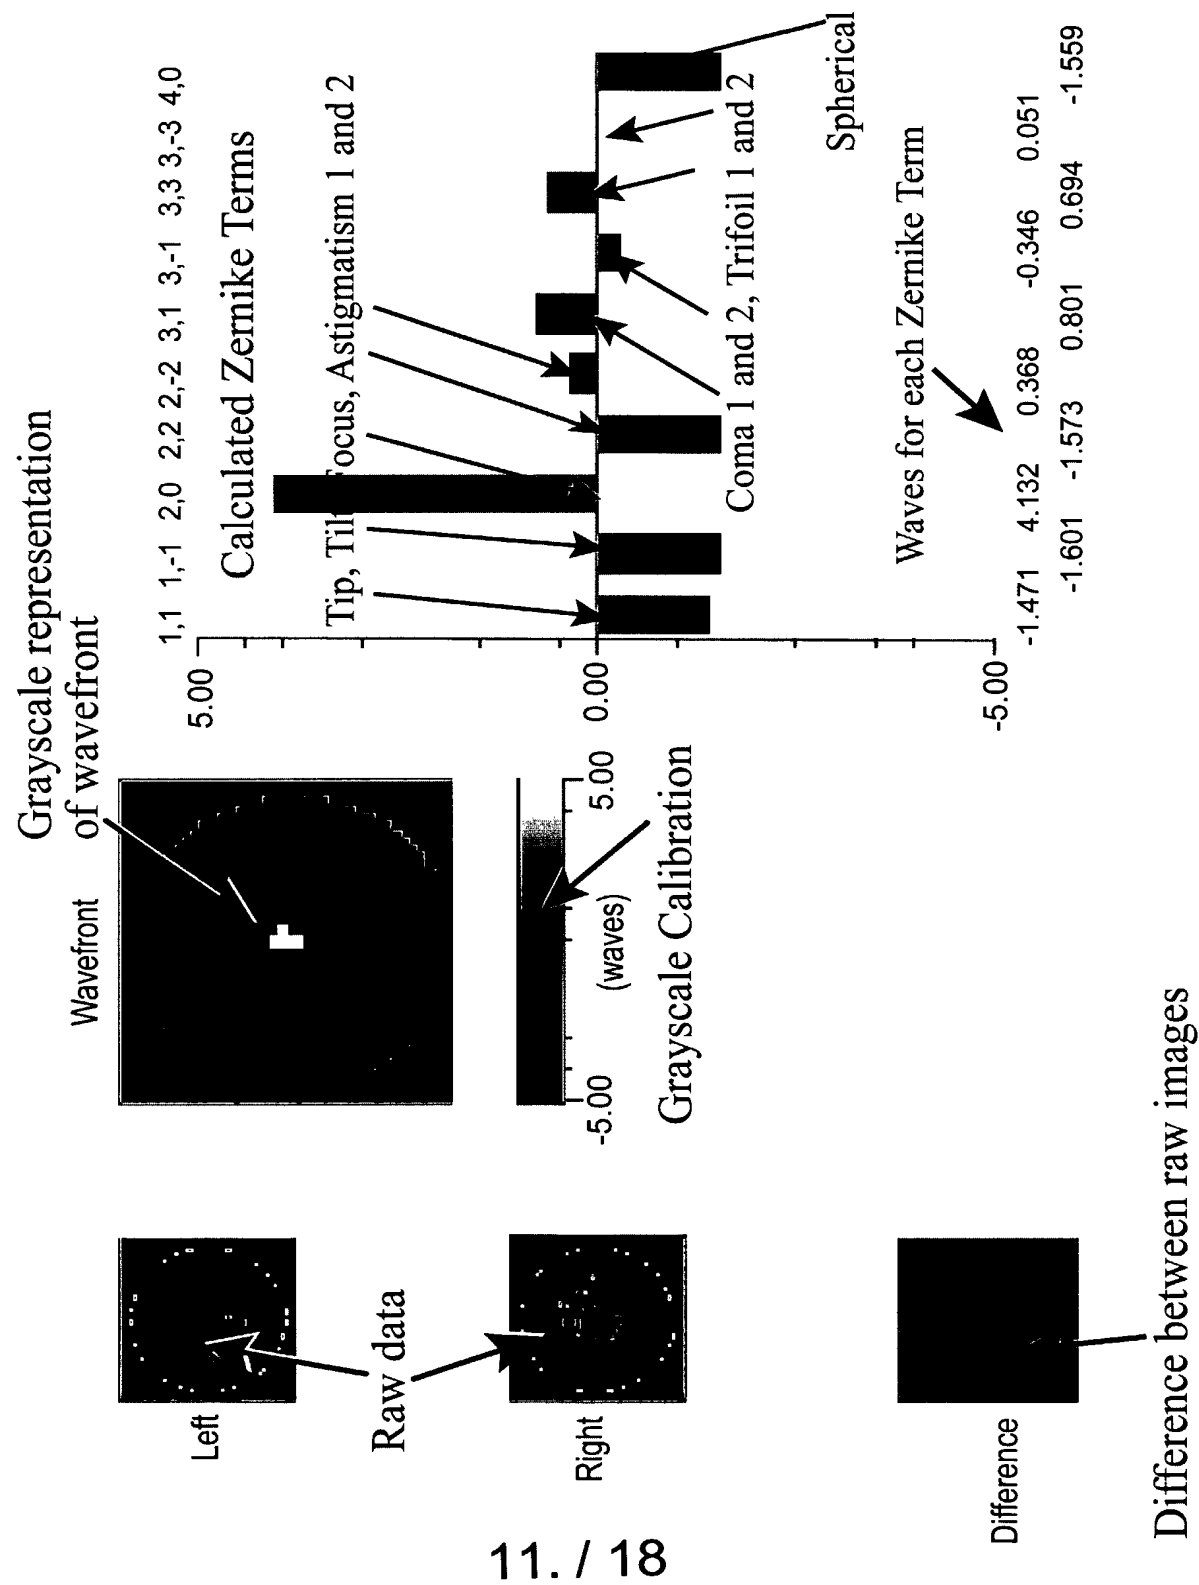 Left
Raw data
Right
Difference
Difference between raw images
Grayscale representation
of wavefront
Wavefront
-5.00
5.00
(waves)
Grayscale Calibration
1,1 1,-1 2,0 2,2 2,-2 3,1 3,-1 3,3 3,-3 4,0
Calculated Zernike Terms
5.00
0.00
-5.00
Tip, Tilt, Focus, Astigmatism 1 and 2
Coma 1 and 2, Trifoil 1 and 2
Spherical
Waves for each Zernike Term
-1.471 4.132 0.368 -0.346 0.051
-1.601 -1.573 0.801 0.694 -1.559
11. / 18